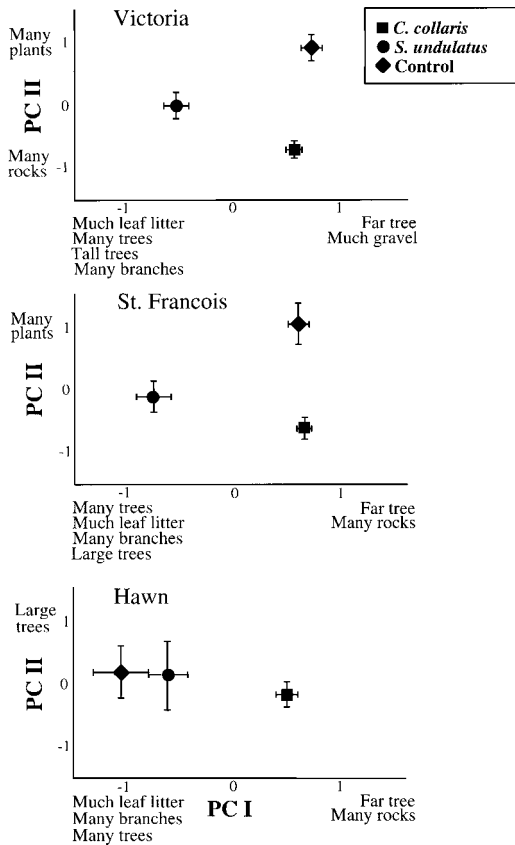 Victoria
C. collaris
S. undulatus
Control
Many
plants
1
PC II
0
Many
rocks
-1
-1
0
1
Much leaf litter
Many trees
Tall trees
Many branches
Far tree
Much gravel
St. Francois
Many
plants
1
PC II
0
-1
-1
0
1
Many trees
Much leaf litter
Many branches
Large trees
Far tree
Many rocks
Hawn
Large
trees
1
PC II
0
-1
-1
0
1
Much leaf litter
Many branches
Many trees
PC I
Far tree
Many rocks